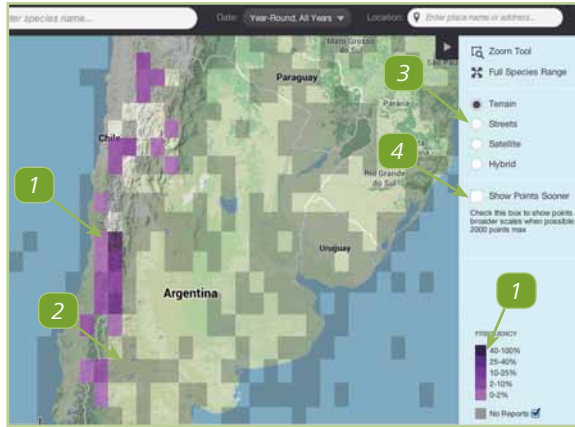 er species name...
Date: Year-Round, All Years
Location: Enter place name or address...
Mato Grosso do Sul
São Pau
Paraguay
Paraná
Chile
Rio Grande do Sul
Uruguay
Argentina
1
2
3
4
1
Zoom Tool
Full Species Range
Terrain
Streets
Satellite
Hybrid
Show Points Sooner
Check this box to show points
broader scales when possible
2000 points max
FREQUENCY
40-100%
25-40%
10-25%
2-10%
0-2%
No Reports